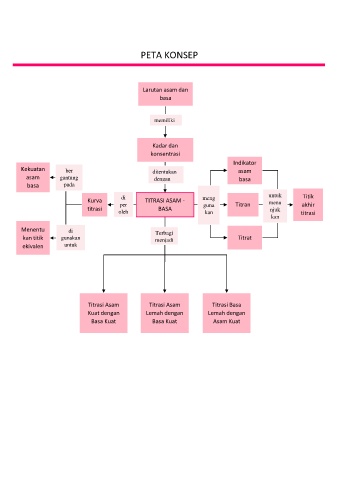 PETA KONSEP
Larutan asam dan
basa
memiliki
Kadar dan
konsentrasi
ditentukan
dengan
Kekuatan
asam
basa
ber
gantung
pada
Kurva
titrasi
di
per
oleh
TITRASI ASAM -
BASA
meng
guna
kan
Indikator
asam
basa
Titran
Titrat
untuk
menu
njuk
kan
Titik
akhir
titrasi
Menentu
kan titik
ekivalen
di
gunakan
untuk
Terbagi
menjadi
Titrasi Asam
Kuat dengan
Basa Kuat
Titrasi Asam
Lemah dengan
Basa Kuat
Titrasi Basa
Lemah dengan
Asam Kuat